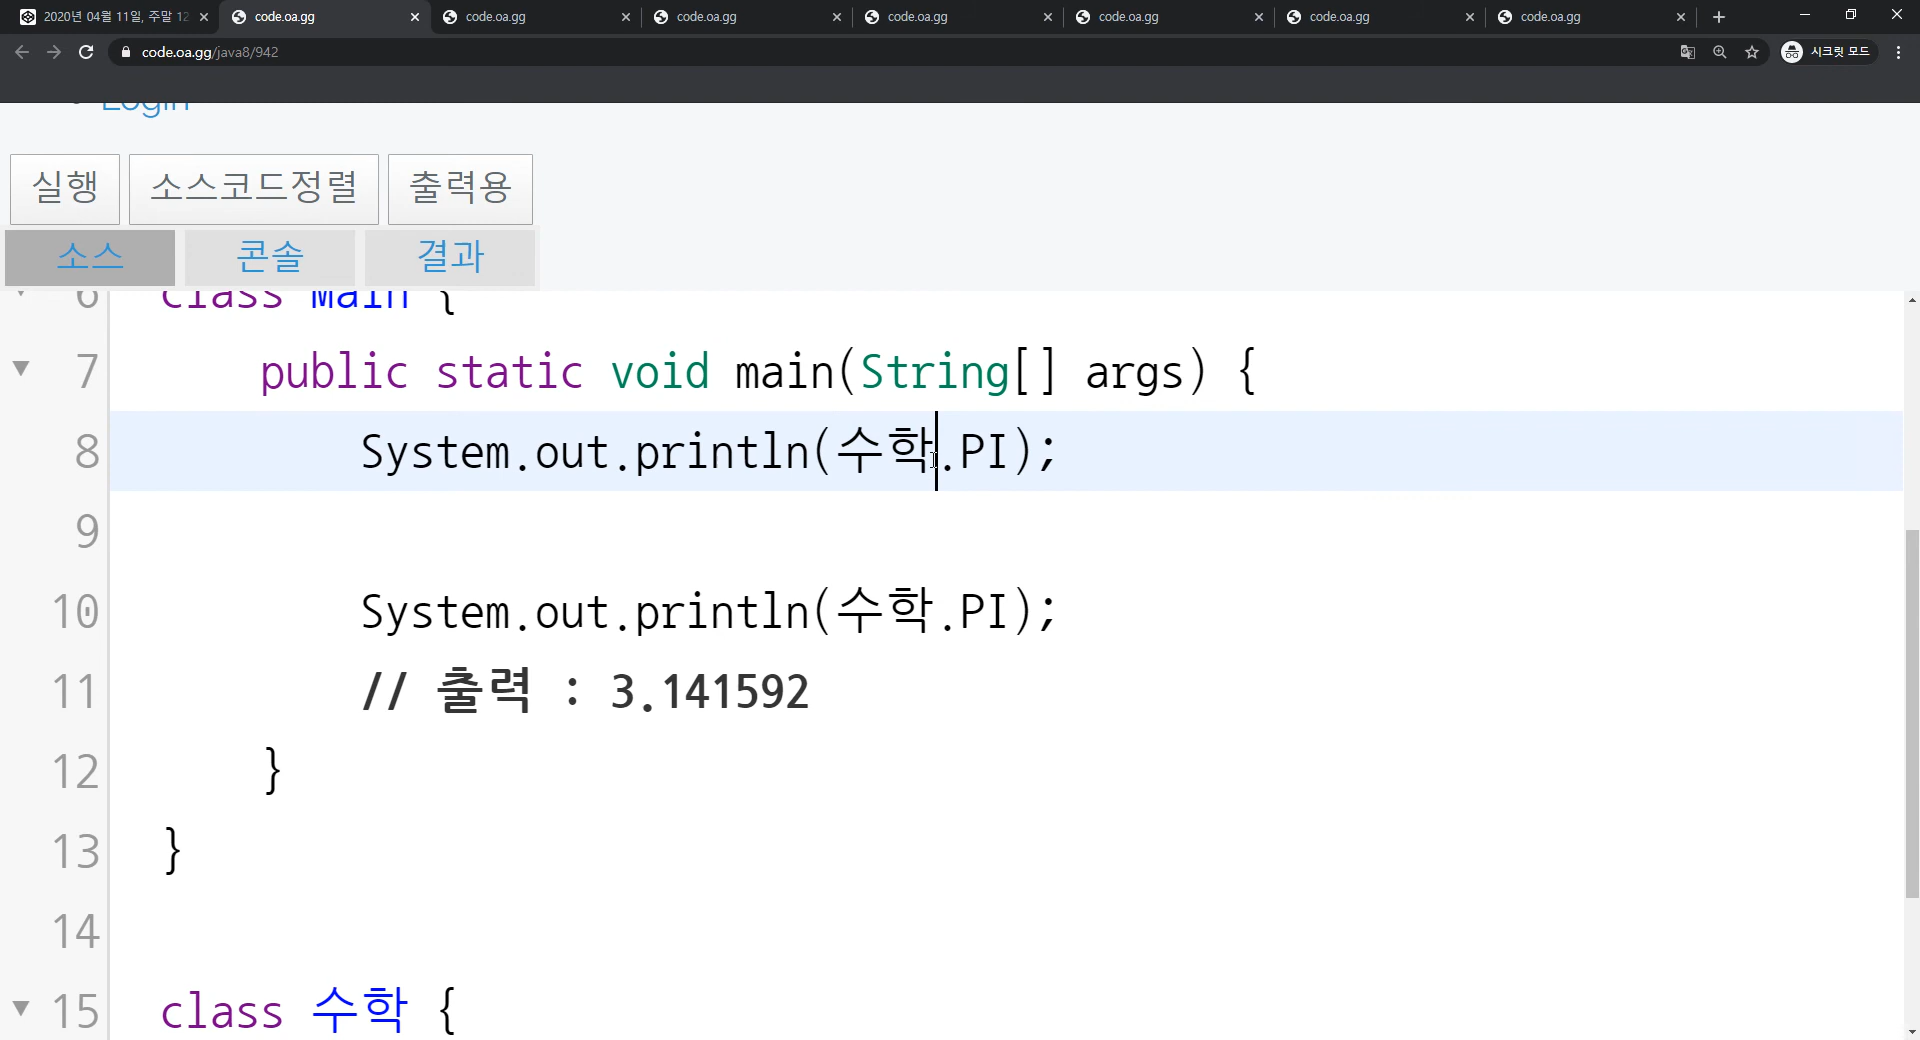 2020년 04월 11일, 주말 12
code.oa.gg
code.oa.gg
code.oa.gg
code.oa.gg
code.oa.gg
code.oa.gg
code.oa.gg
code.oa.gg/java8/942
시크릿 모드
Login
실행 소스코드정렬 출력용
소스 콘솔 결과
6 class Main {
7 public static void main(String[] args) {
8 System.out.println(수학.PI);
9
10 System.out.println(수학.PI);
11 // 출력 : 3.141592
12 }
13 }
14
15 class 수학 {